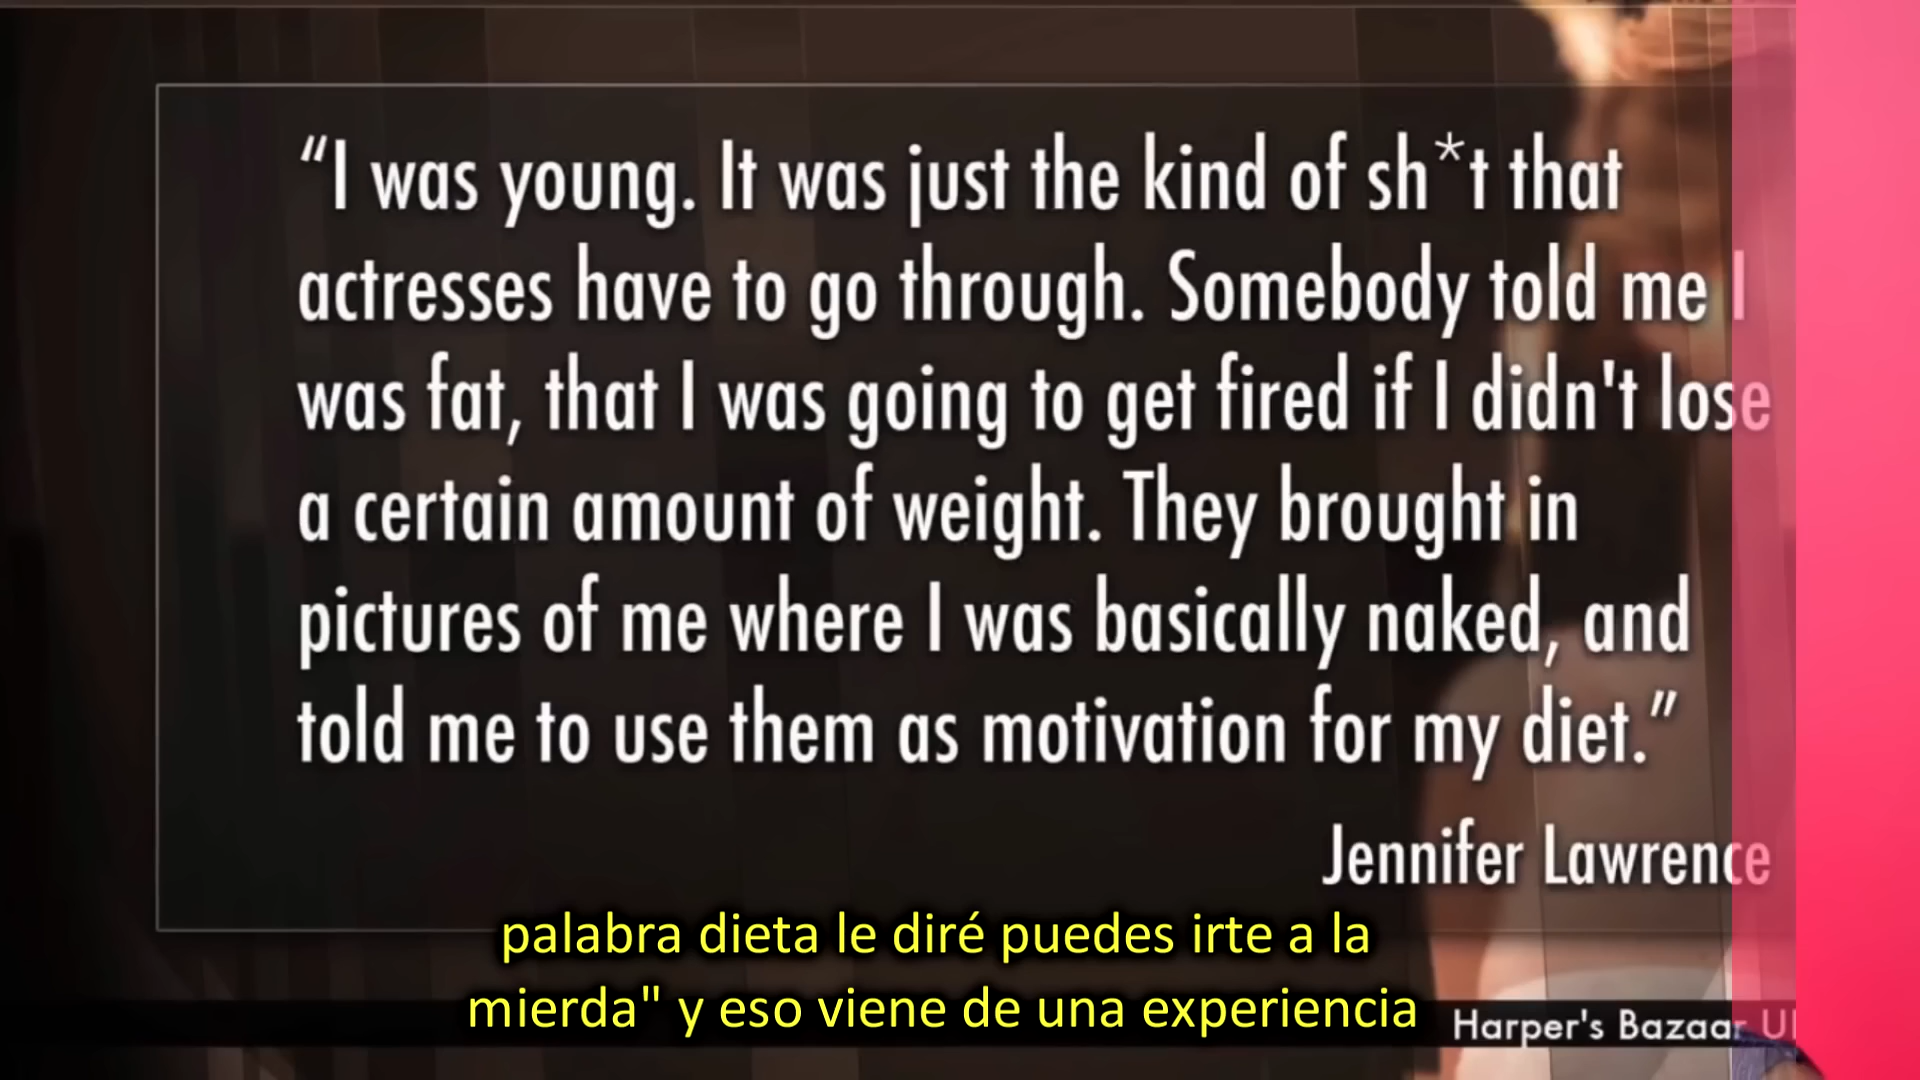 “I was young. It was just the kind of sh*t that
actresses have to go through. Somebody told me I
was fat, that I was going to get fired if I didn't lose
a certain amount of weight. They brought in
pictures of me where I was basically naked, and
told me to use them as motivation for my diet.”
Jennifer Lawrence
palabra dieta le diré puedes irte a la
mierda" y eso viene de una experiencia
Harper's Bazaar